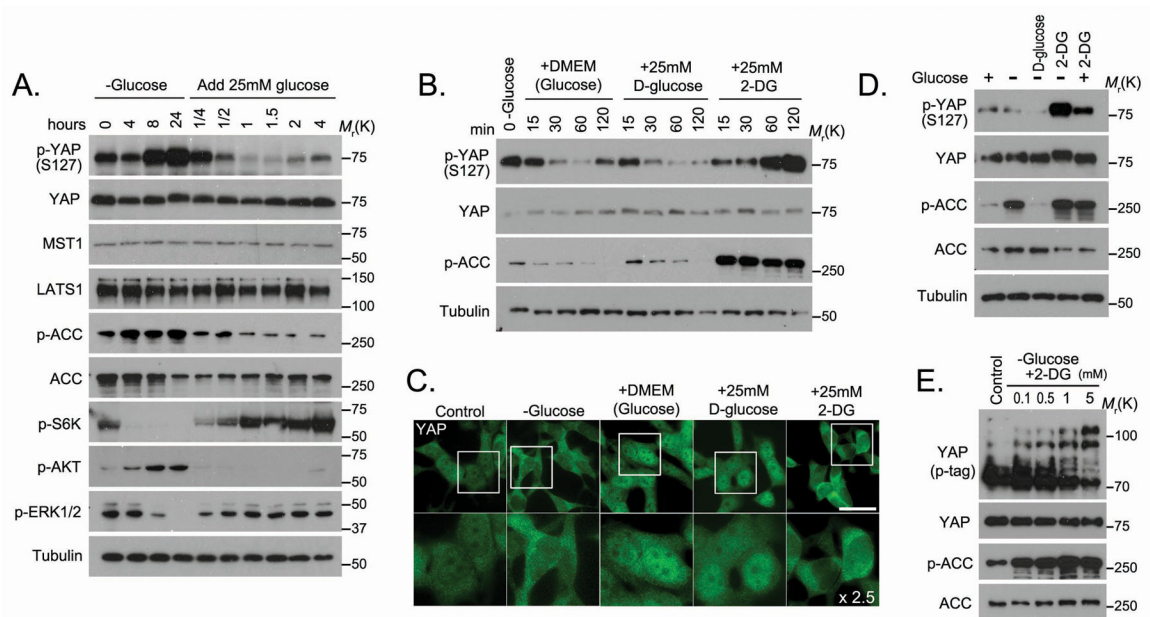 A.
-Glucose Add 25mM glucose
hours 0 4 8 24 1/4 1/2 1 1.5 2 4 Mr(K)
p-YAP
(S127)
75
YAP
75
MST1
75
50
LATS1
150
100
p-ACC
250
ACC
250
p-S6K
75
50
p-AKT
75
50
p-ERK1/2
50
37
Tubulin
50
B.
0 -Glucose
+DMEM
(Glucose)
+25mM
D-glucose
+25mM
2-DG
min 15 30 60 120 15 30 60 120 15 30 60 120 Mr(K)
p-YAP
(S127)
75
YAP
75
p-ACC
250
Tubulin
50
C.
Control
-Glucose
+DMEM
(Glucose)
+25mM
D-glucose
+25mM
2-DG
YAP
x 2.5
D.
D-glucose
2-DG
2-DG
Glucose + - - - + Mr(K)
p-YAP
(S127)
75
YAP
75
p-ACC
250
ACC
250
Tubulin
50
E.
Control
-Glucose
+2-DG (mM)
0.1 0.5 1 5 Mr(K)
YAP
(p-tag)
100
70
YAP
75
p-ACC
250
ACC
250